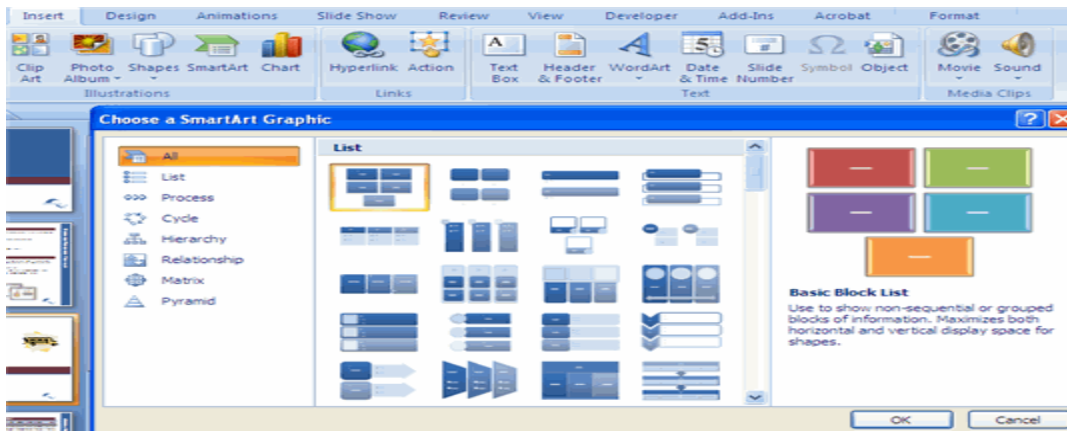 Insert Design Animations Slide Show Review View Developer Add-Ins Acrobat Format
Clip Art Photo Album Shapes SmartArt Chart Hyperlink Action Text Box Header & Footer WordArt Date & Time Slide Number Symbol Object Movie Sound
Illustrations Links Text Media Clips
Choose a SmartArt Graphic
All
List
Process
Cycle
Hierarchy
Relationship
Matrix
Pyramid
List
Basic Block List
Use to show non-sequential or grouped
blocks of information. Maximizes both
horizontal and vertical display space for
shapes.
OK Cancel